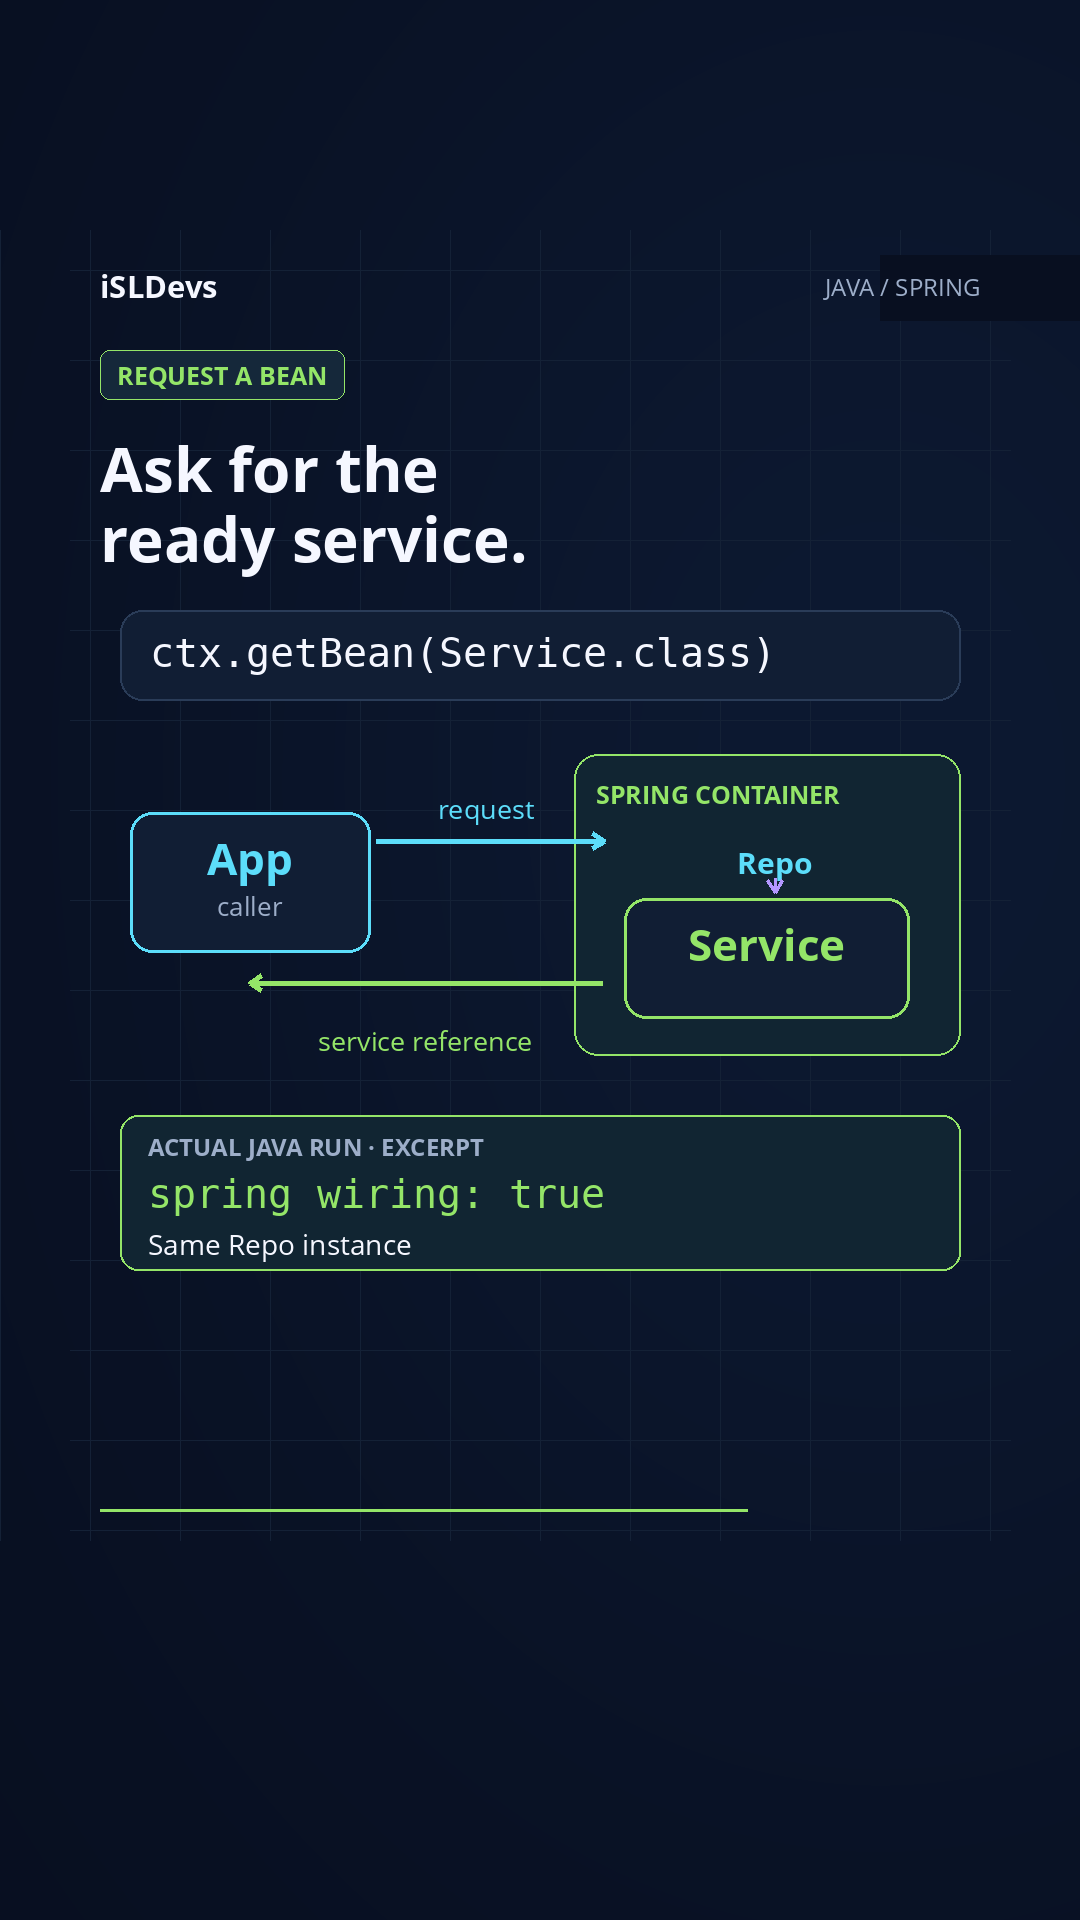 iSLDevs
JAVA / SPRING
REQUEST A BEAN
Ask for the
ready service.
ctx.getBean(Service.class)
SPRING CONTAINER
request
App
caller
Repo
Service
service reference
ACTUAL JAVA RUN · EXCERPT
spring wiring: true
Same Repo instance